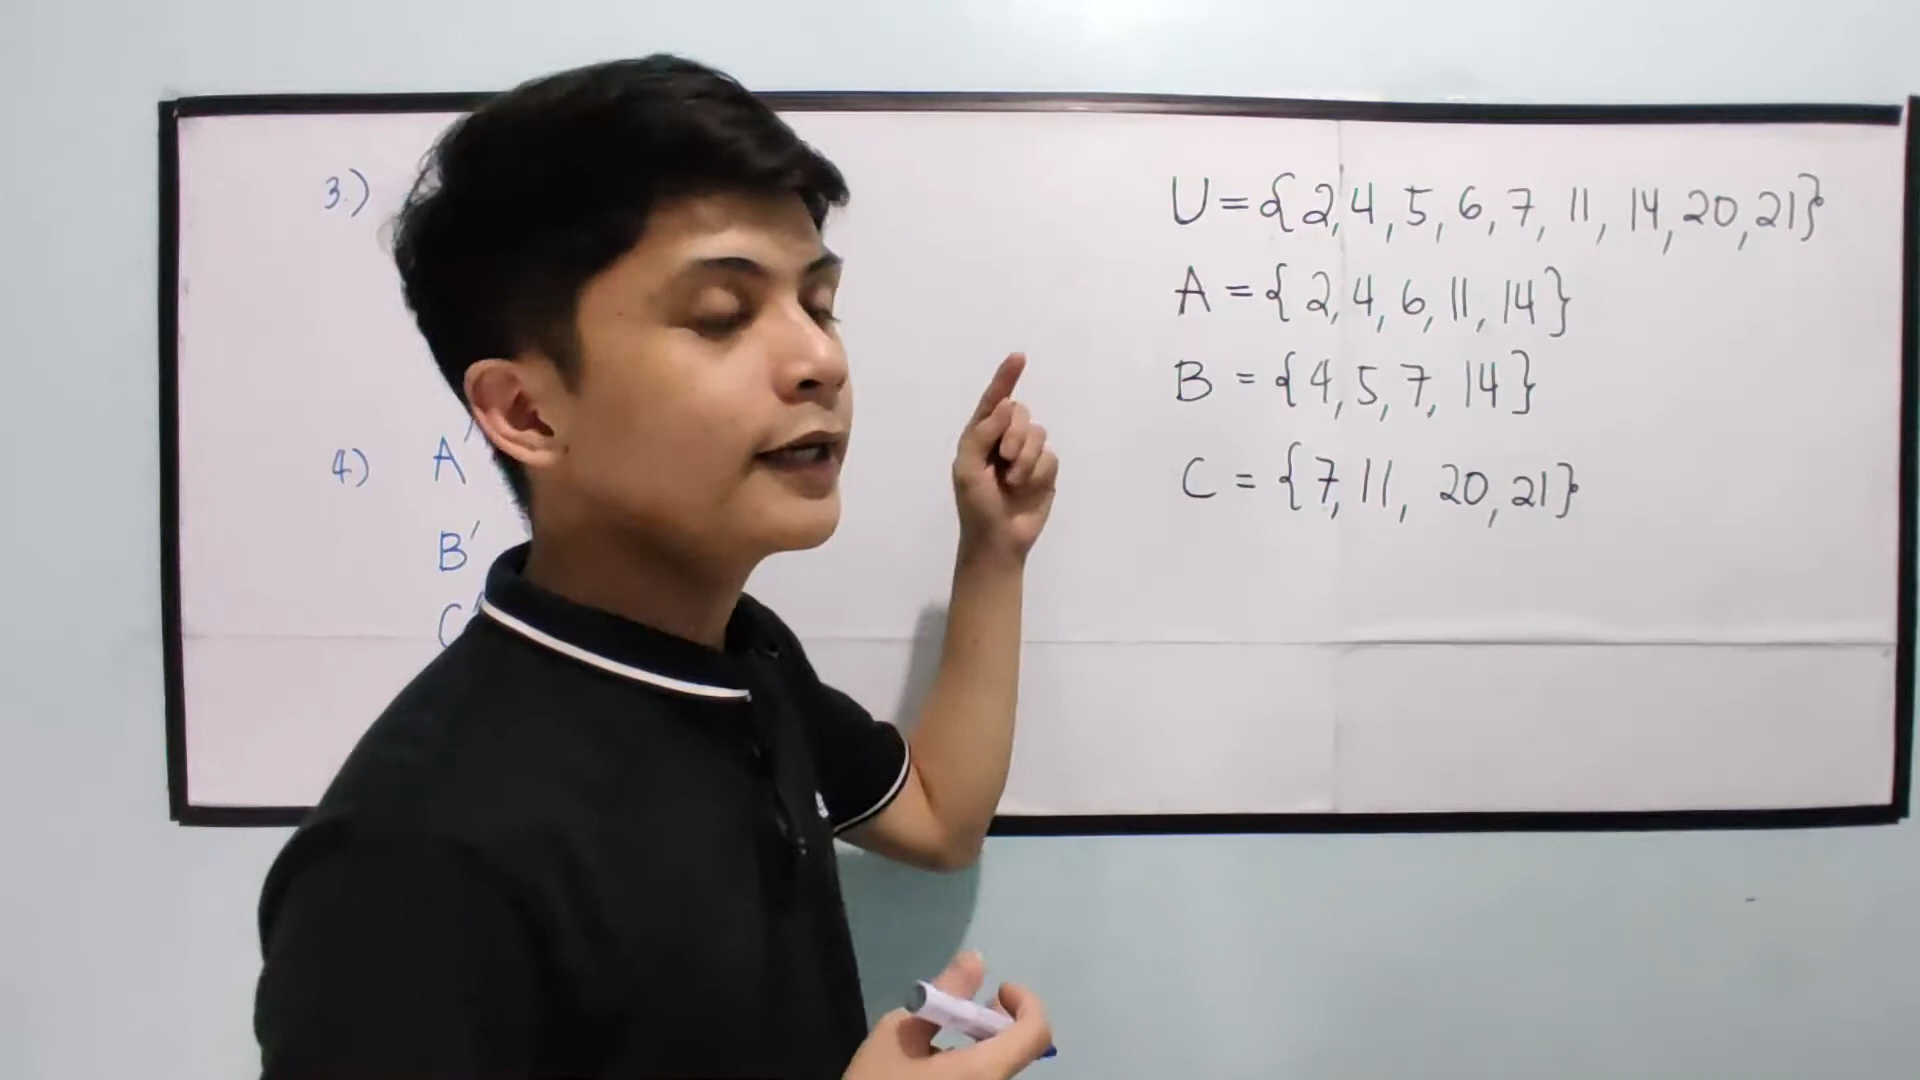 3.)
4) A'
B'
C'
U = {2, 4, 5, 6, 7, 11, 14, 20, 21}
A = {2, 4, 6, 11, 14}
B = {4, 5, 7, 14}
C = {7, 11, 20, 21}